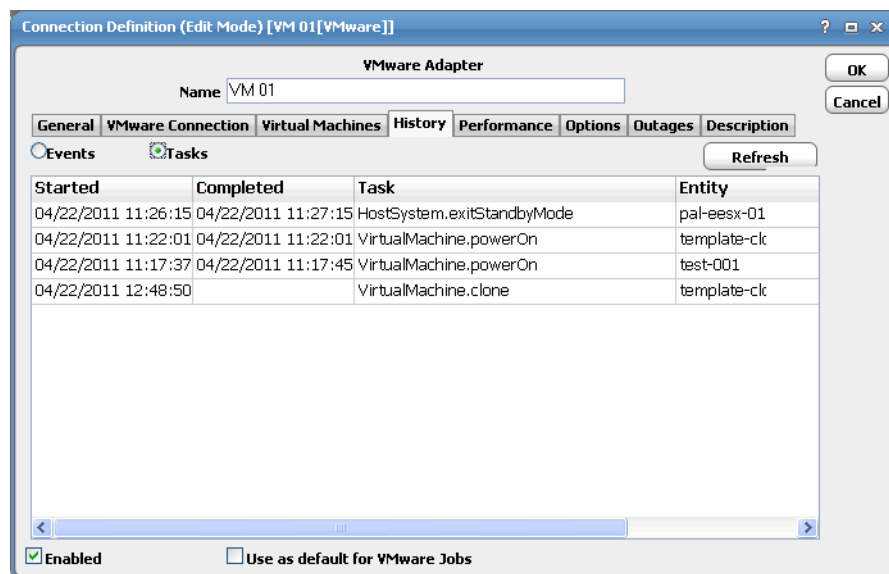 Connection Definition (Edit Mode) [VM 01[VMware]]
VMware Adapter
OK
Name VM 01
Cancel
General VMware Connection Virtual Machines History Performance Options Outages Description
Events Tasks Refresh
Started Completed Task Entity
04/22/2011 11:26:15 04/22/2011 11:27:15 HostSystem.exitStandbyMode pal-eesx-01
04/22/2011 11:22:01 04/22/2011 11:22:01 VirtualMachine.powerOn template-clc
04/22/2011 11:17:37 04/22/2011 11:17:45 VirtualMachine.powerOn test-001
04/22/2011 12:48:50 VirtualMachine.clone template-clc
Enabled Use as default for VMware Jobs